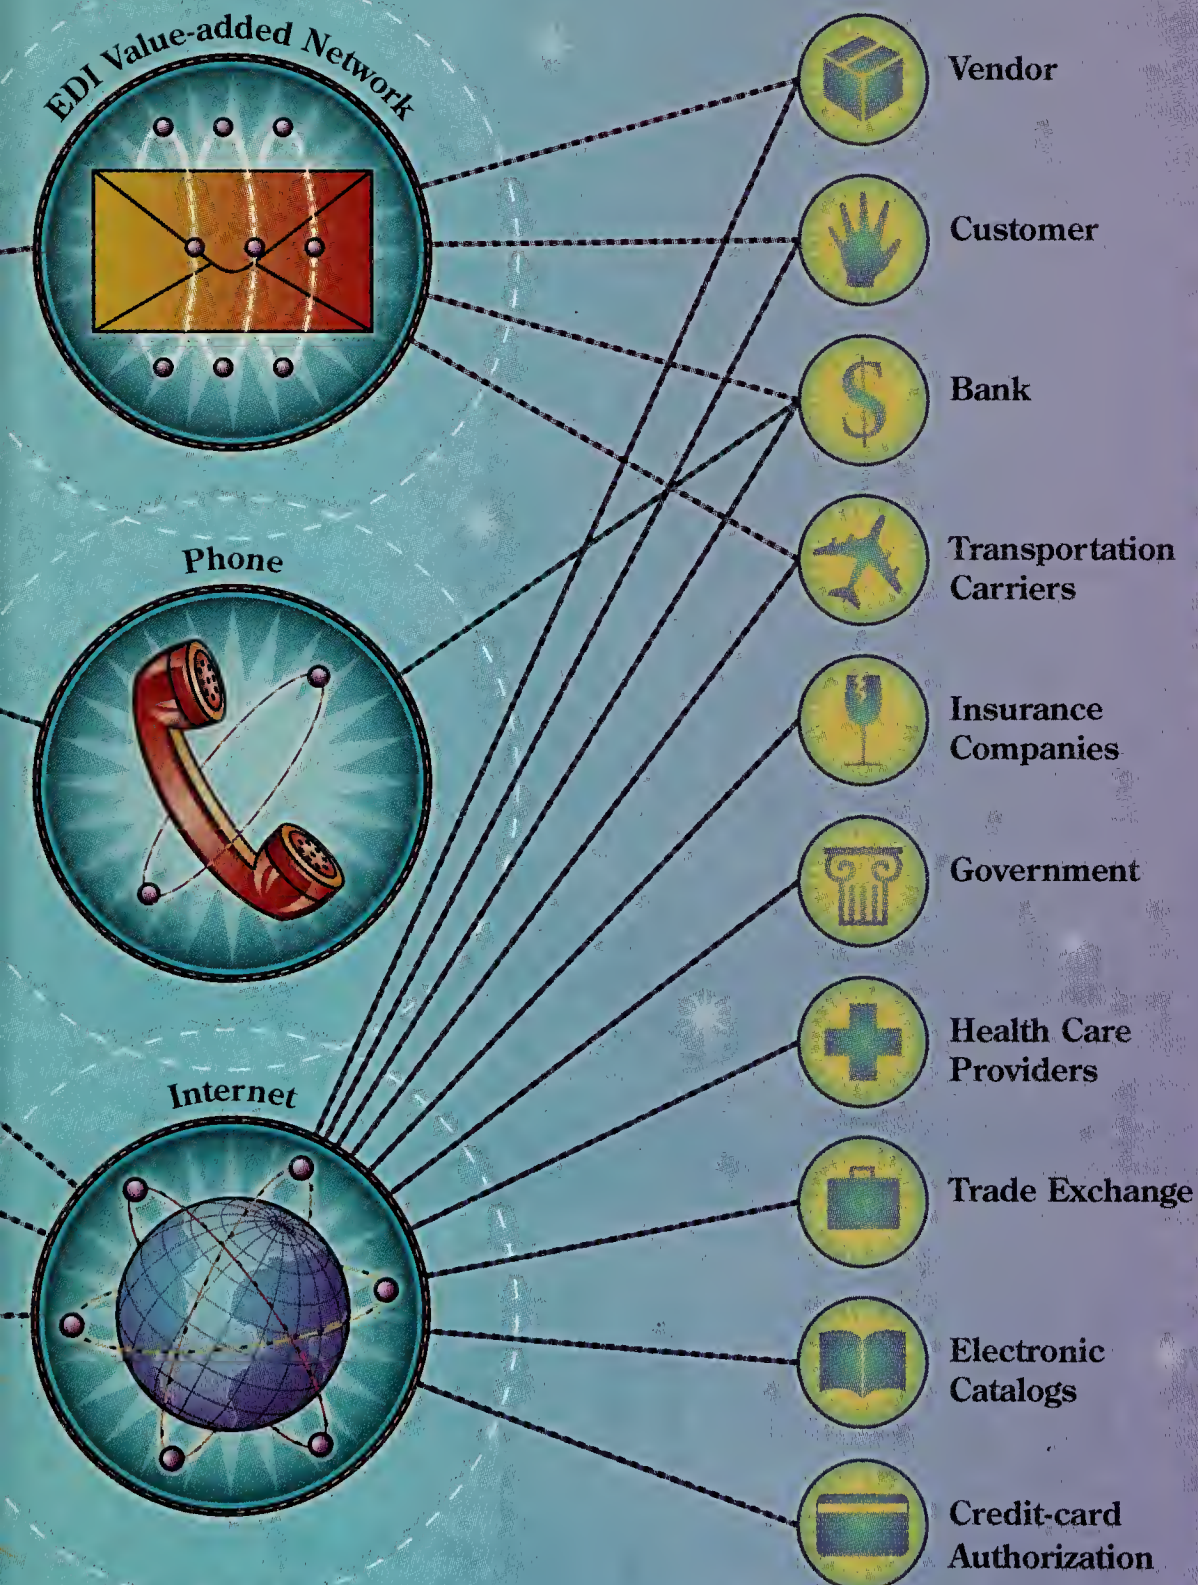 EDI Value-added Network
Vendor
Customer
Bank
Phone
Transportation
Carriers
Insurance
Companies
Government
Health Care
Providers
Internet
Trade Exchange
Electronic
Catalogs
Credit-card
Authorization